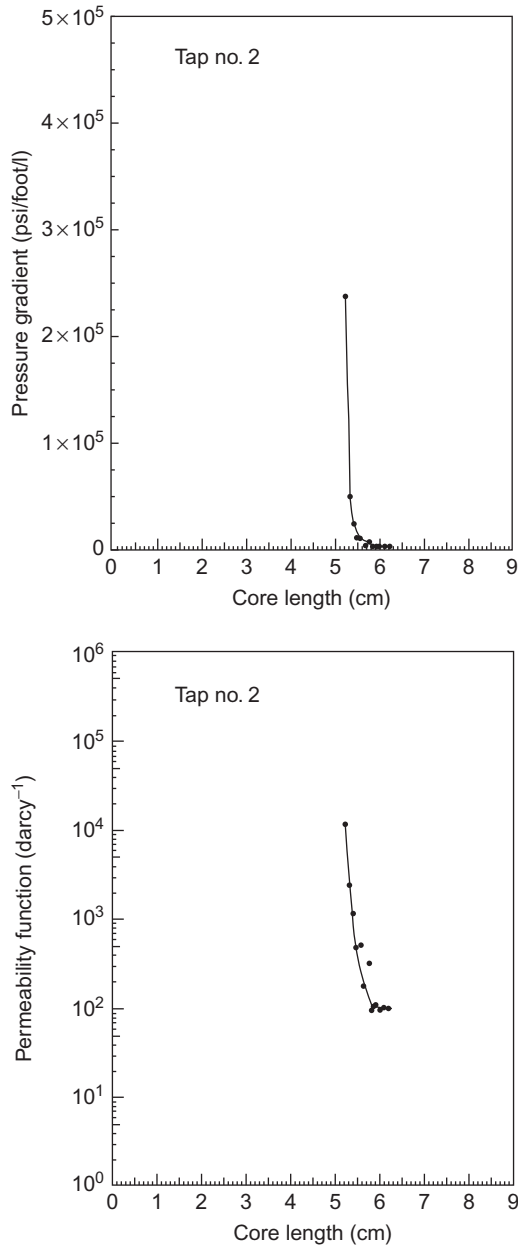 Tap no. 2
Pressure gradient (psi/foot/l)
5×10⁵
4×10⁵
3×10⁵
2×10⁵
1×10⁵
0
0 1 2 3 4 5 6 7 8 9
Core length (cm)
Tap no. 2
Permeability function (darcy⁻¹)
10⁶
10⁵
10⁴
10³
10²
10¹
10⁰
0 1 2 3 4 5 6 7 8 9
Core length (cm)